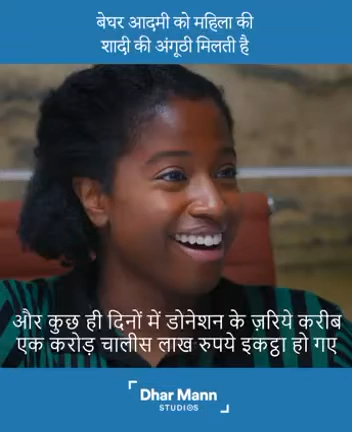 बेघर आदमी को महिला की
शादी की अंगूठी मिलती है
और कुछ ही दिनों में डोनेशन के ज़रिये करीब
एक करोड़ चालीस लाख रुपये इकट्ठा हो गए
Dhar Mann
STUDIOS